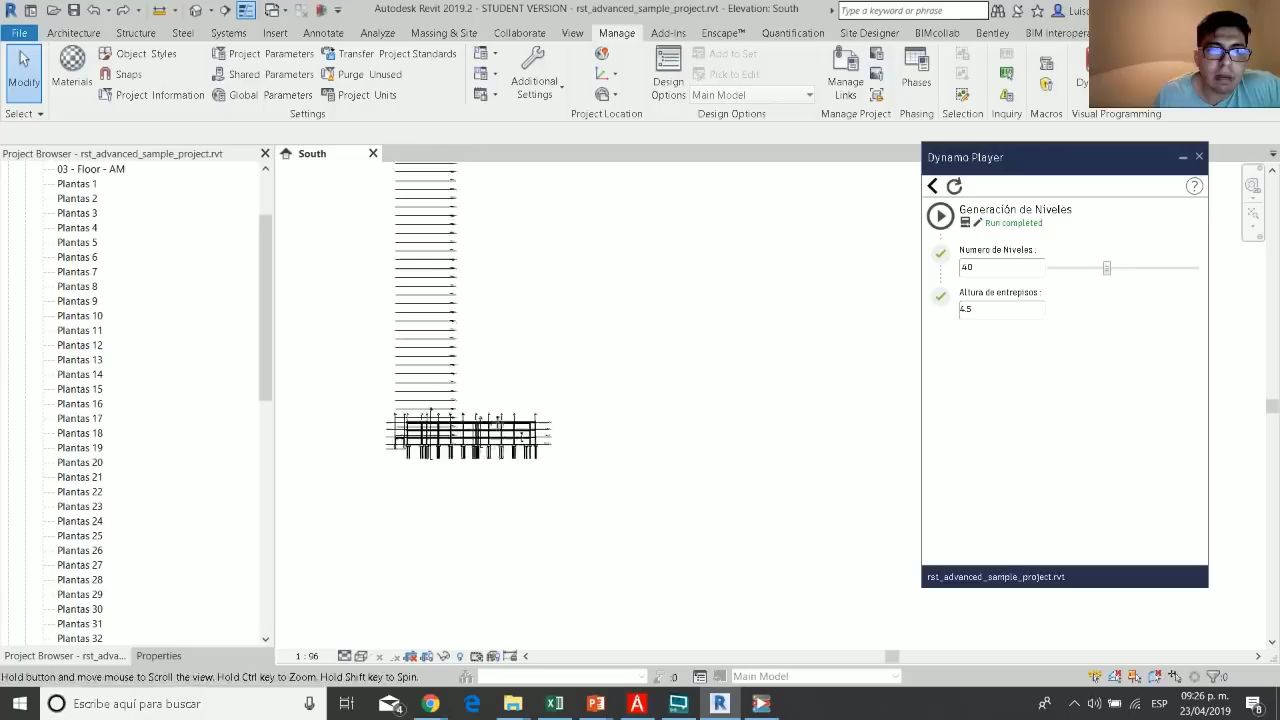 Autodesk Revit 2019.2 - STUDENT VERSION - rst_advanced_sample_project.rvt - Elevation: South
Type a keyword or phrase
Luis
File Architecture Structure Steel Systems Insert Annotate Analyze Massing & Site Collaborate View Manage Add-Ins Enscape™ Quantification Site Designer BIMcollab Bentley BIM interop
Modify
Materials
Object Styles
Snaps
Project Information
Project Parameters
Shared Parameters
Global Parameters
Transfer Project Standards
Purge Unused
Project Units
Additional
Settings
Design
Options
Add to Set
Pick to Edit
Main Model
Manage
Links
Phases
Select
Settings
Project Location
Design Options
Manage Project
Selection
Inquiry
Macros
Visual Programming
Project Browser - rst_advanced_sample_project.rvt
South
03 - Floor - AM
Plantas 1
Plantas 2
Plantas 3
Plantas 4
Plantas 5
Plantas 6
Plantas 7
Plantas 8
Plantas 9
Plantas 10
Plantas 11
Plantas 12
Plantas 13
Plantas 14
Plantas 15
Plantas 16
Plantas 17
Plantas 18
Plantas 19
Plantas 20
Plantas 21
Plantas 22
Plantas 23
Plantas 24
Plantas 25
Plantas 26
Plantas 27
Plantas 28
Plantas 29
Plantas 30
Plantas 31
Plantas 32
Dynamo Player
Generación de Niveles
Run completed
Numero de Niveles :
40
Altura de entrepisos :
4.5
rst_advanced_sample_project.rvt
Project Browser - rst_adva...
Properties
1 : 96
Hold button and move mouse to Scroll the view. Hold Ctrl key to Zoom. Hold Shift key to Spin.
:0
Main Model
:0
Escribe aquí para buscar
ESP
09:26 p. m.
23/04/2019